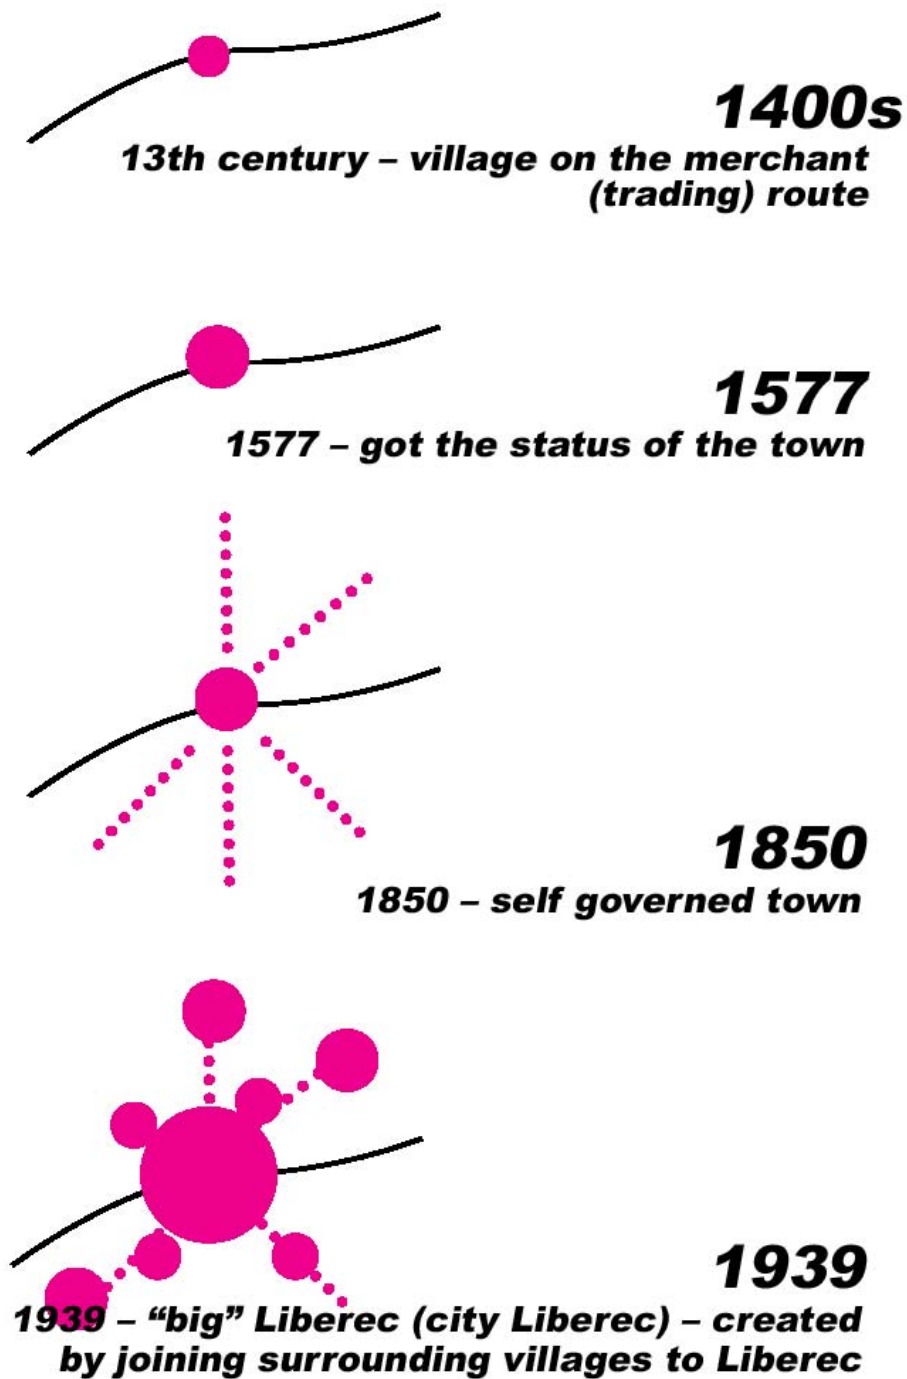 1400s
13th century – village on the merchant
(trading) route
1577
1577 – got the status of the town
1850
1850 – self governed town
1939
1939 – “big” Liberec (city Liberec) – created
by joining surrounding villages to Liberec